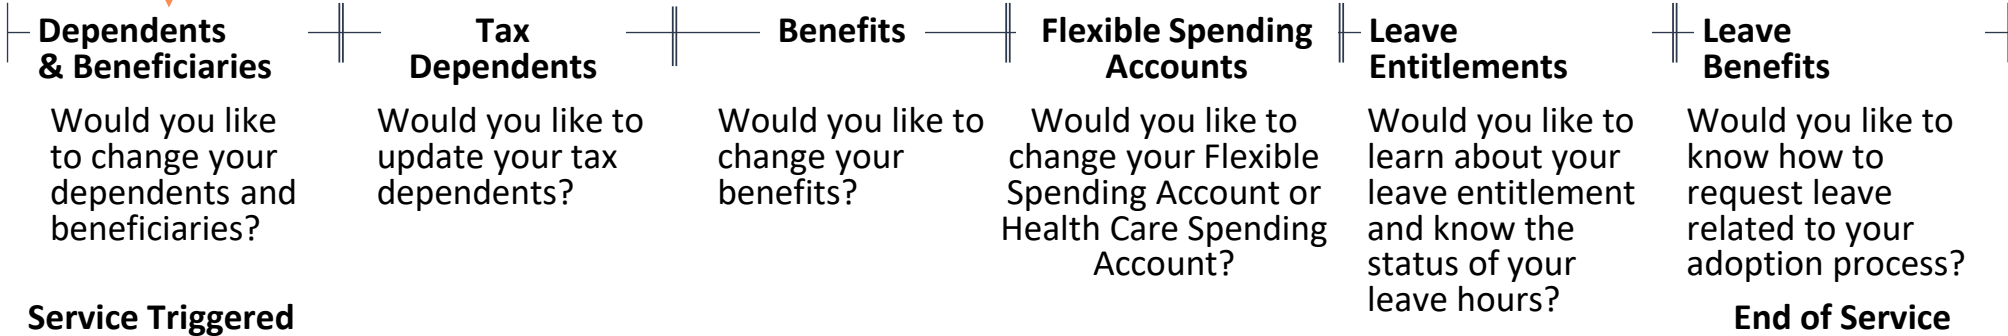 Dependents
& Beneficiaries
Would you like
to change your
dependents and
beneficiaries?
Service Triggered
Tax
Dependents
Would you like to
update your tax
dependents?
Benefits
Would you like to
change your
benefits?
Flexible Spending
Accounts
Would you like to
change your Flexible
Spending Account or
Health Care Spending
Account?
Leave
Entitlements
Would you like to
learn about your
leave entitlement
and know the
status of your
leave hours?
Leave
Benefits
Would you like to
know how to
request leave
related to your
adoption process?
End of Service